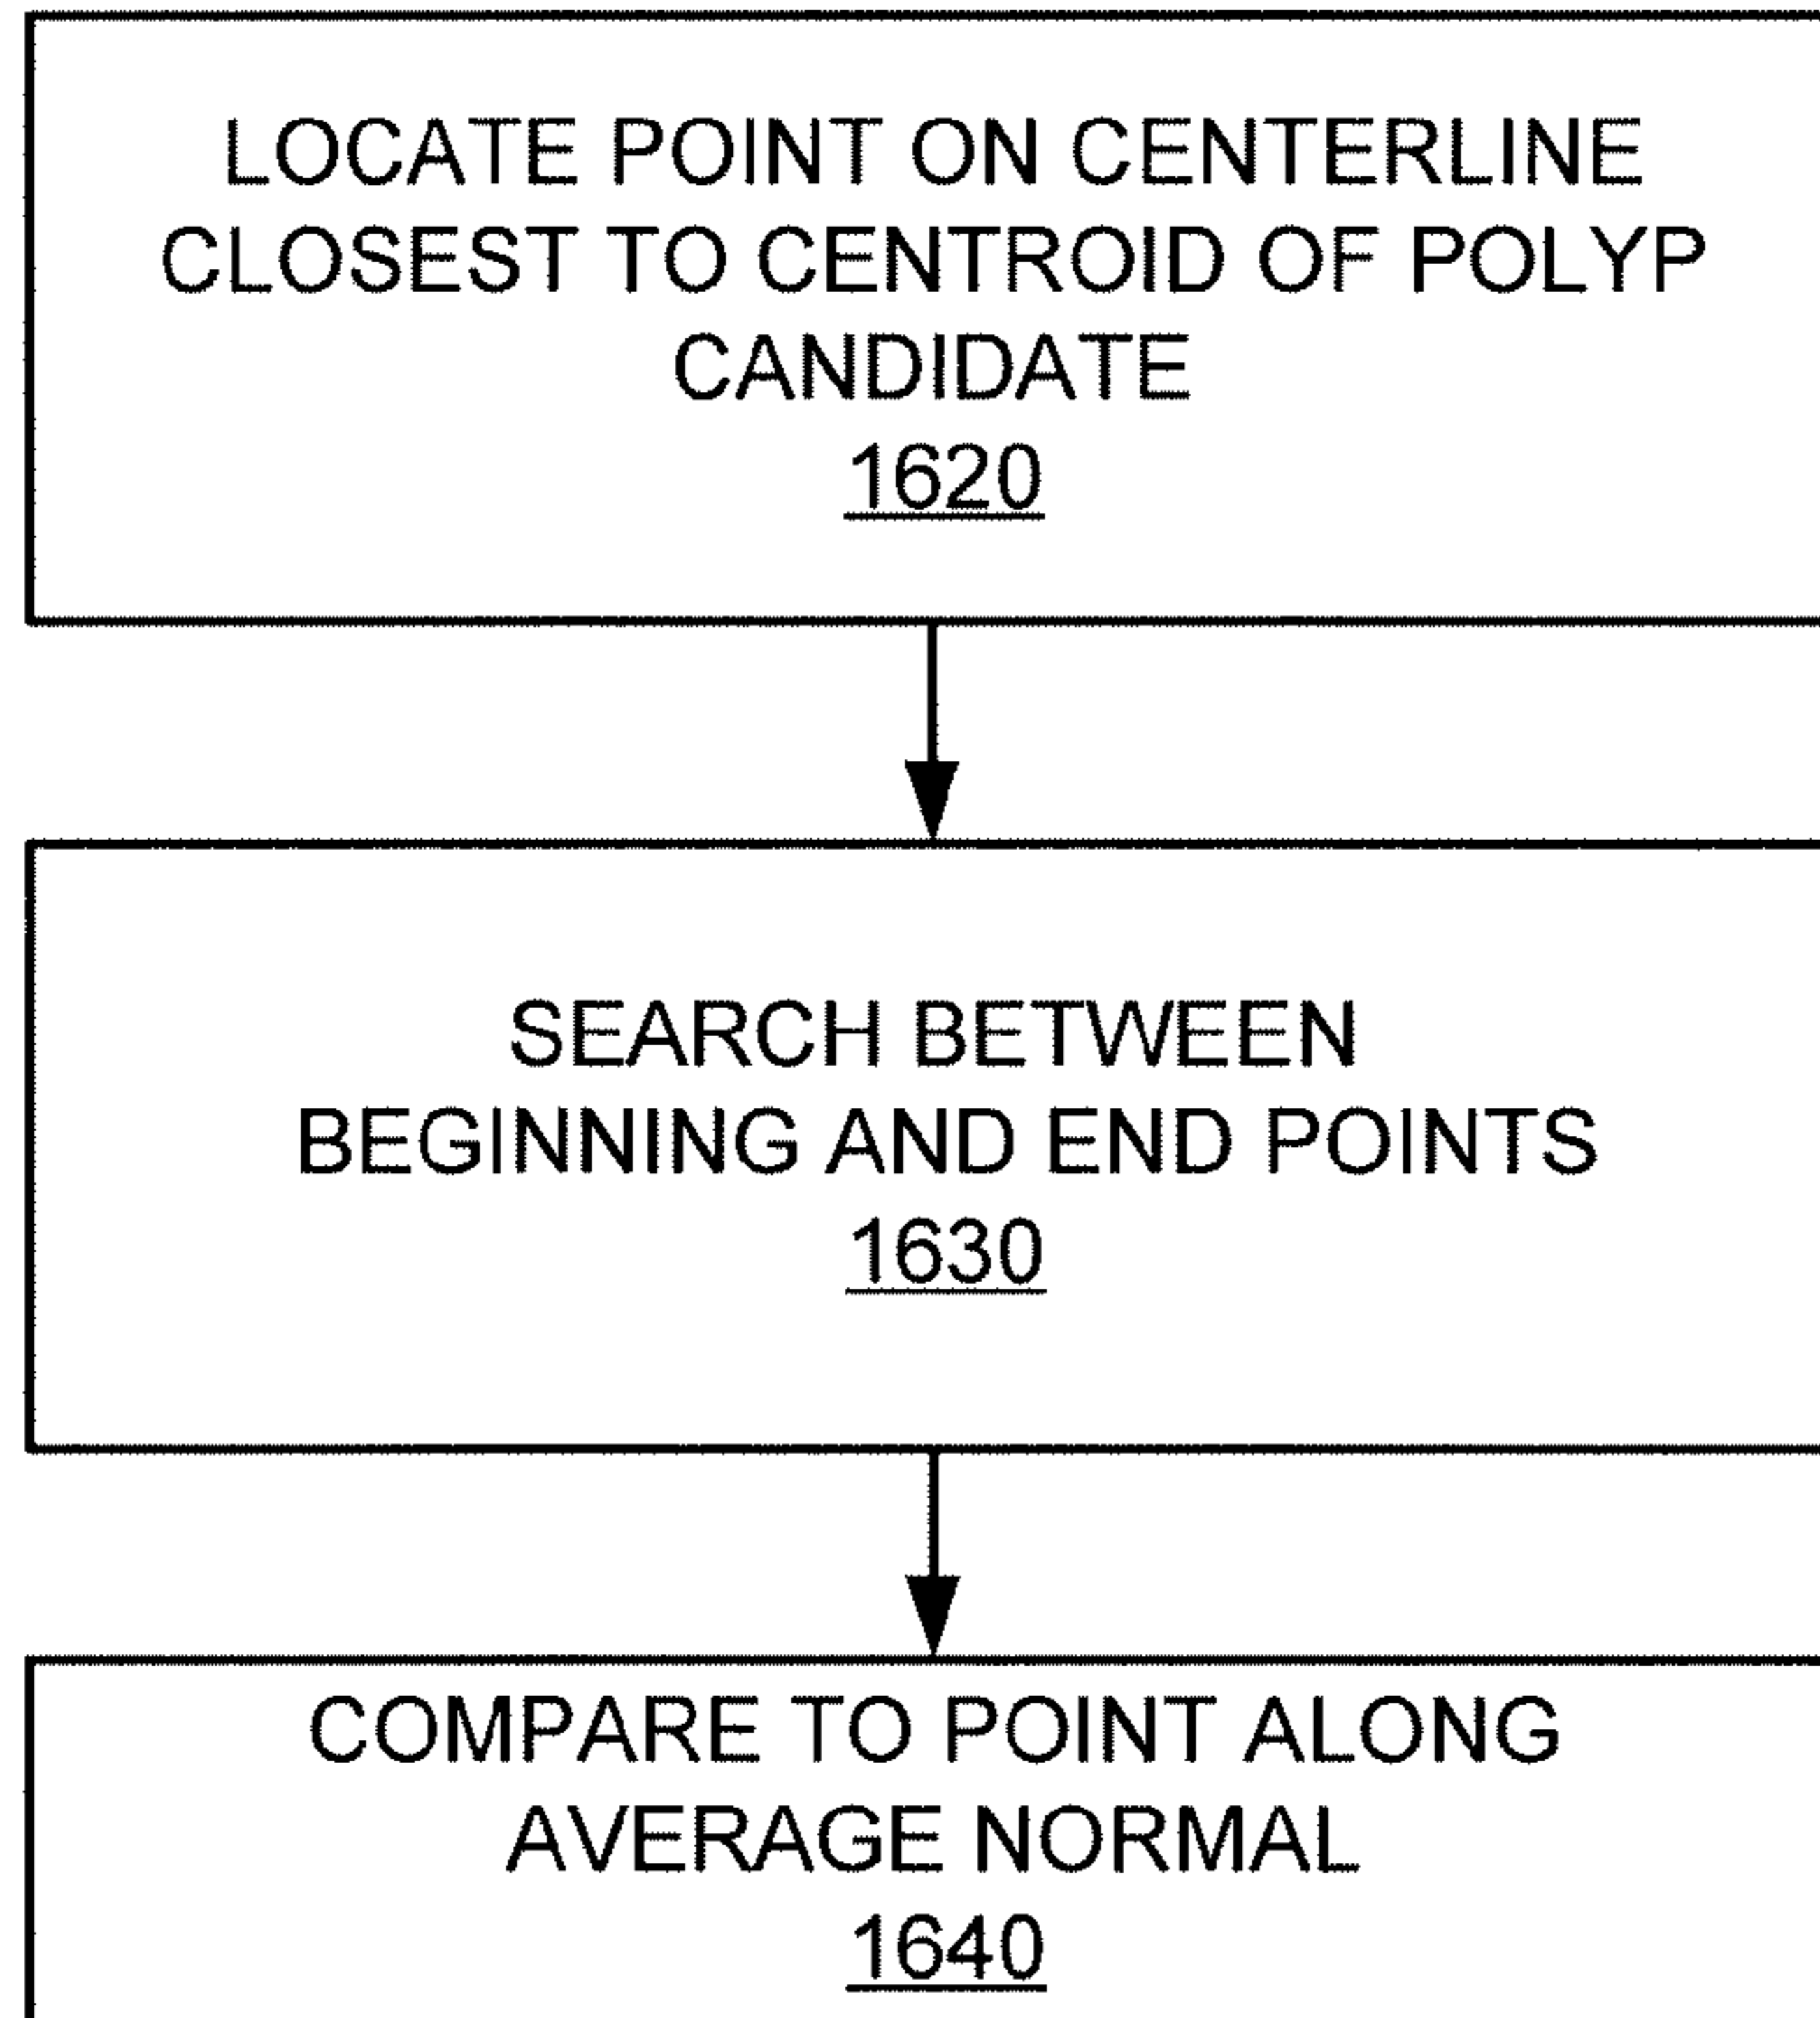 LOCATE POINT ON CENTERLINE
CLOSEST TO CENTROID OF POLYP
CANDIDATE
1620
SEARCH BETWEEN
BEGINNING AND END POINTS
1630
COMPARE TO POINT ALONG
AVERAGE NORMAL
1640